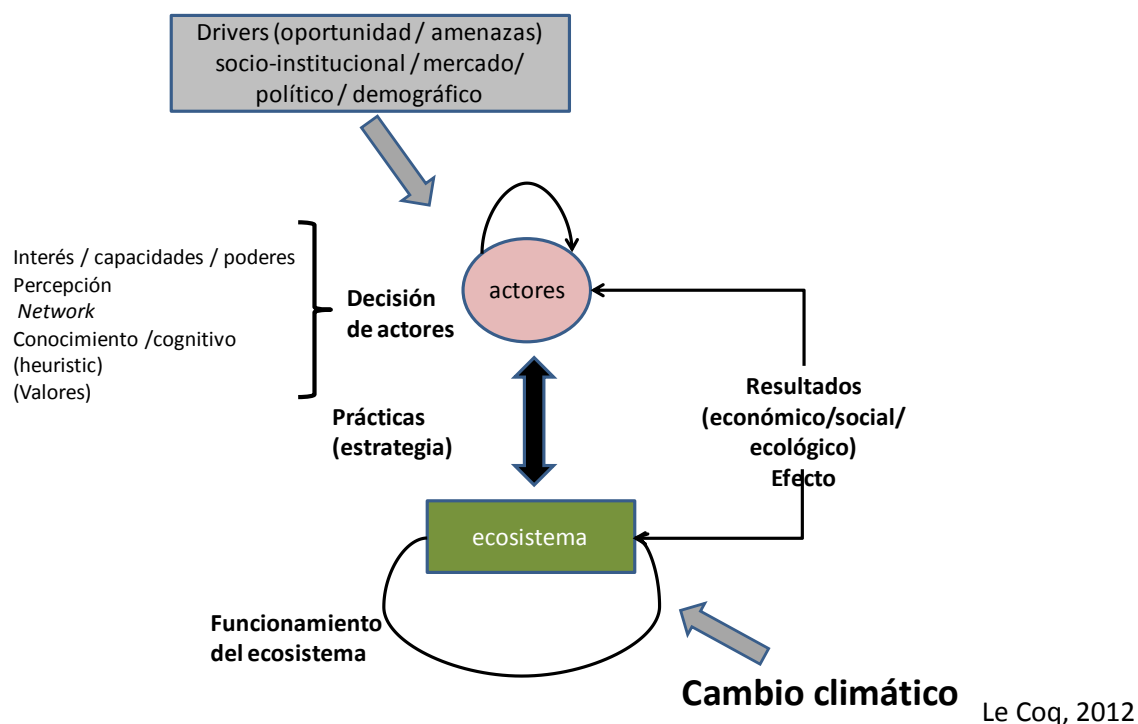 Drivers (oportunidad / amenazas)
socio-institucional / mercado/
político / demográfico
Interés / capacidades / poderes
Percepción
Network
Conocimiento /cognitivo
(heuristic)
(Valores)
Decisión
de actores
actores
Prácticas
(estrategia)
Resultados
(económico/social/
ecológico)
Efecto
ecosistema
Funcionamiento
del ecosistema
Cambio climático
Le Coq, 2012